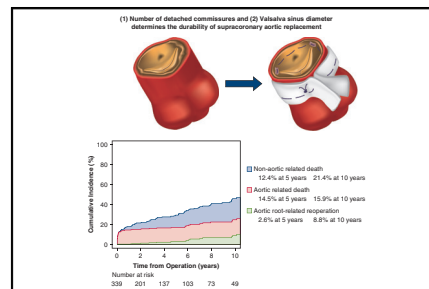 (1) Number of detached commissures and (2) Valsalva sinus diameter
determines the durability of supracoronary aortic replacement
Cumulative Incidence (%)
100
80
60
40
20
0
0 2 4 6 8 10
Time from Operation (years)
Number at risk
339 201 137 103 73 49
Non-aortic related death
12.4% at 5 years 21.4% at 10 years
Aortic related death
14.5% at 5 years 15.9% at 10 years
Aortic root-related reoperation
2.6% at 5 years 8.8% at 10 years